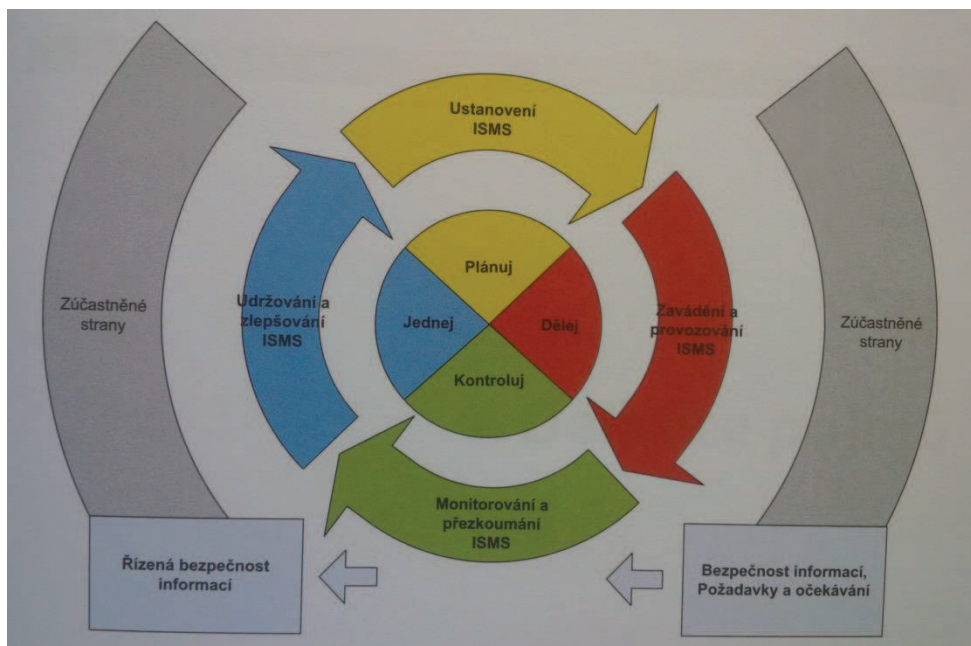 Ustanovení
ISMS
Plánuj
Zúčastněné
strany
Udržování a
zlepšování
ISMS
Jednej
Dělej
Zavádění a
provozování
ISMS
Zúčastněné
strany
Kontroluj
Monitorování a
přezkoumání
ISMS
Řízená bezpečnost
informací
Bezpečnost informací,
Požadavky a očekávání